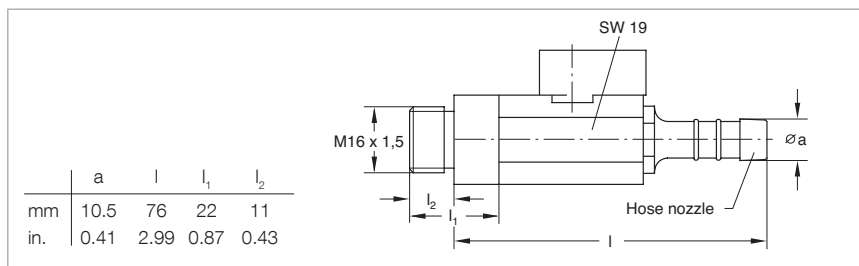 SW 19
M16 x 1,5
⌀a
l₂
l₁
Hose nozzle
l
a l l₁ l₂
mm 10.5 76 22 11
in. 0.41 2.99 0.87 0.43